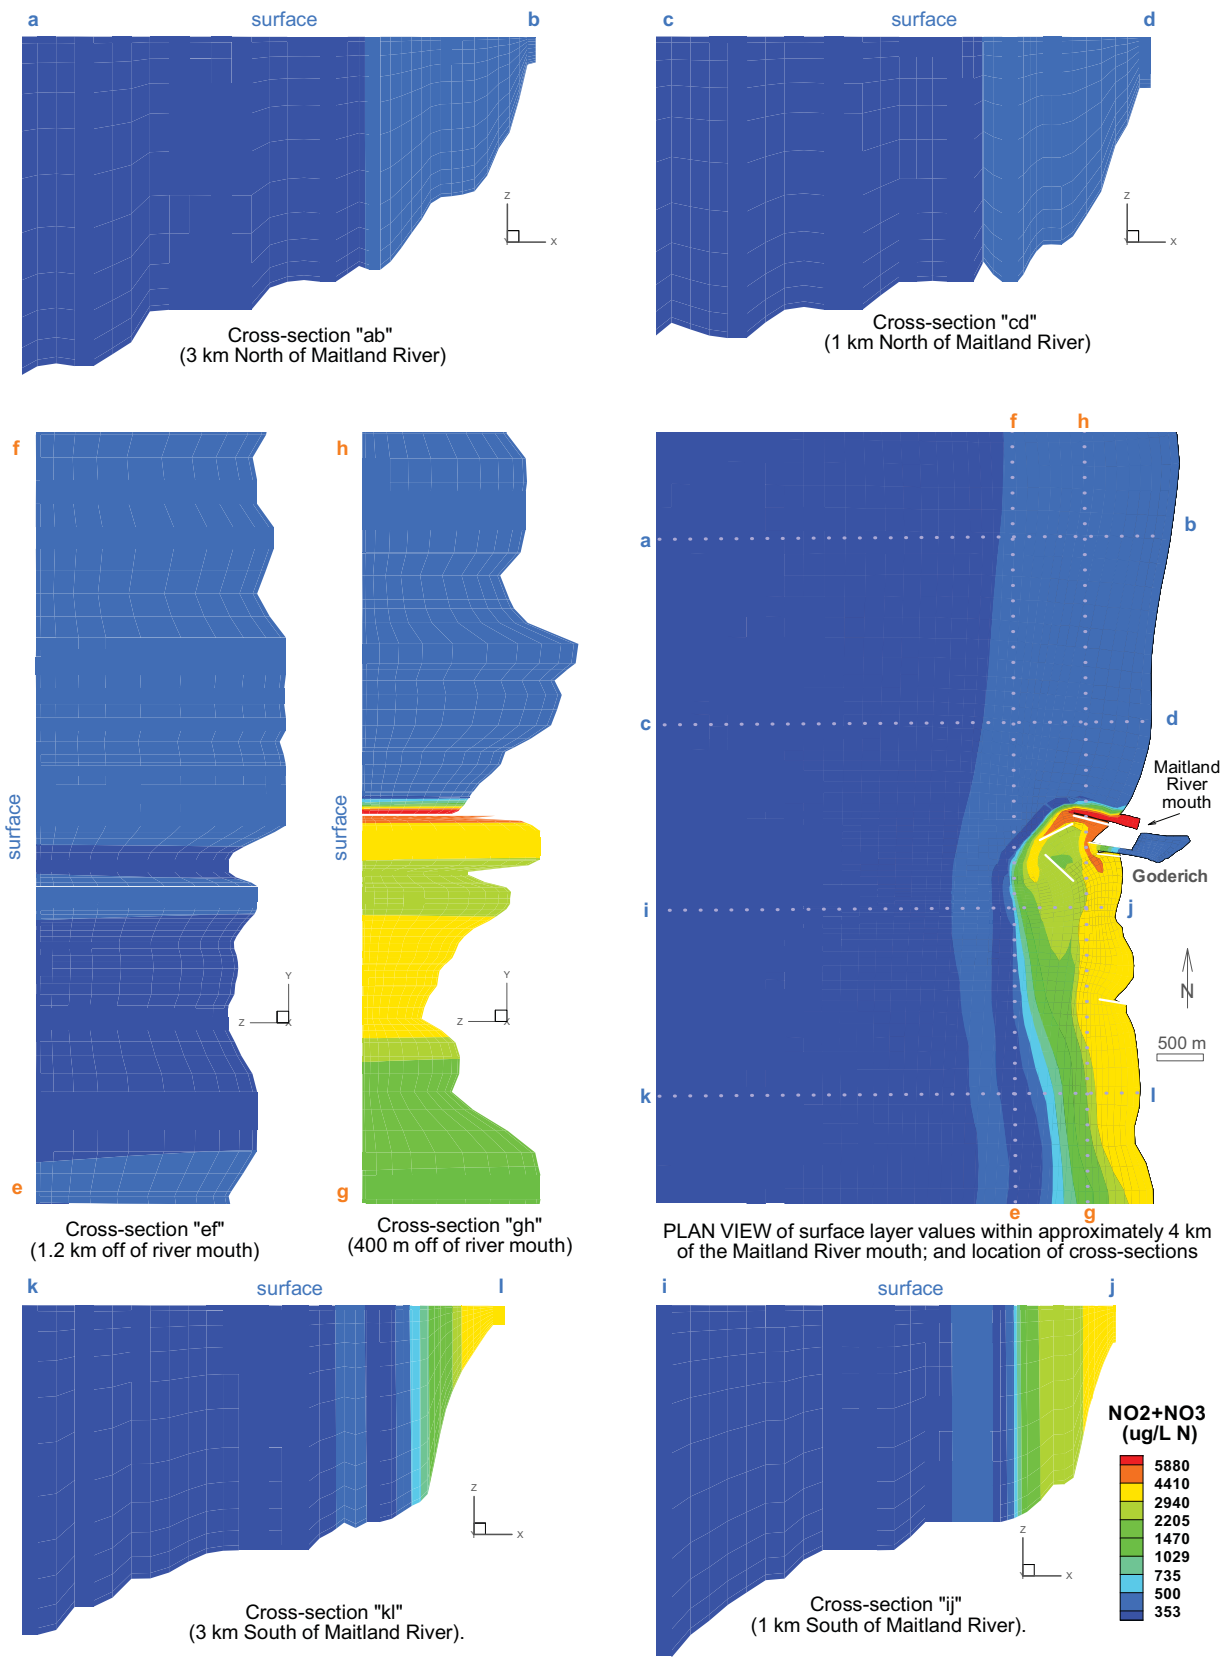 a surface b
c surface d
Z
X
Y
Z
X
Y
Cross-section "ab"
(3 km North of Maitland River)
Cross-section "cd"
(1 km North of Maitland River)
f
h
f h
a
b
c
d
Maitland
River
mouth
surface
surface
Goderich
i
j
Y
Z
X
Y
Z
X
N
500 m
k
l
e
g
e g
Cross-section "ef"
(1.2 km off of river mouth)
Cross-section "gh"
(400 m off of river mouth)
PLAN VIEW of surface layer values within approximately 4 km
of the Maitland River mouth; and location of cross-sections
k surface l
i surface j
Z
X
Y
Z
X
Y
Cross-section "kl"
(3 km South of Maitland River).
Cross-section "ij"
(1 km South of Maitland River).
NO2+NO3
(ug/L N)
5880
4410
2940
2205
1470
1029
735
500
353